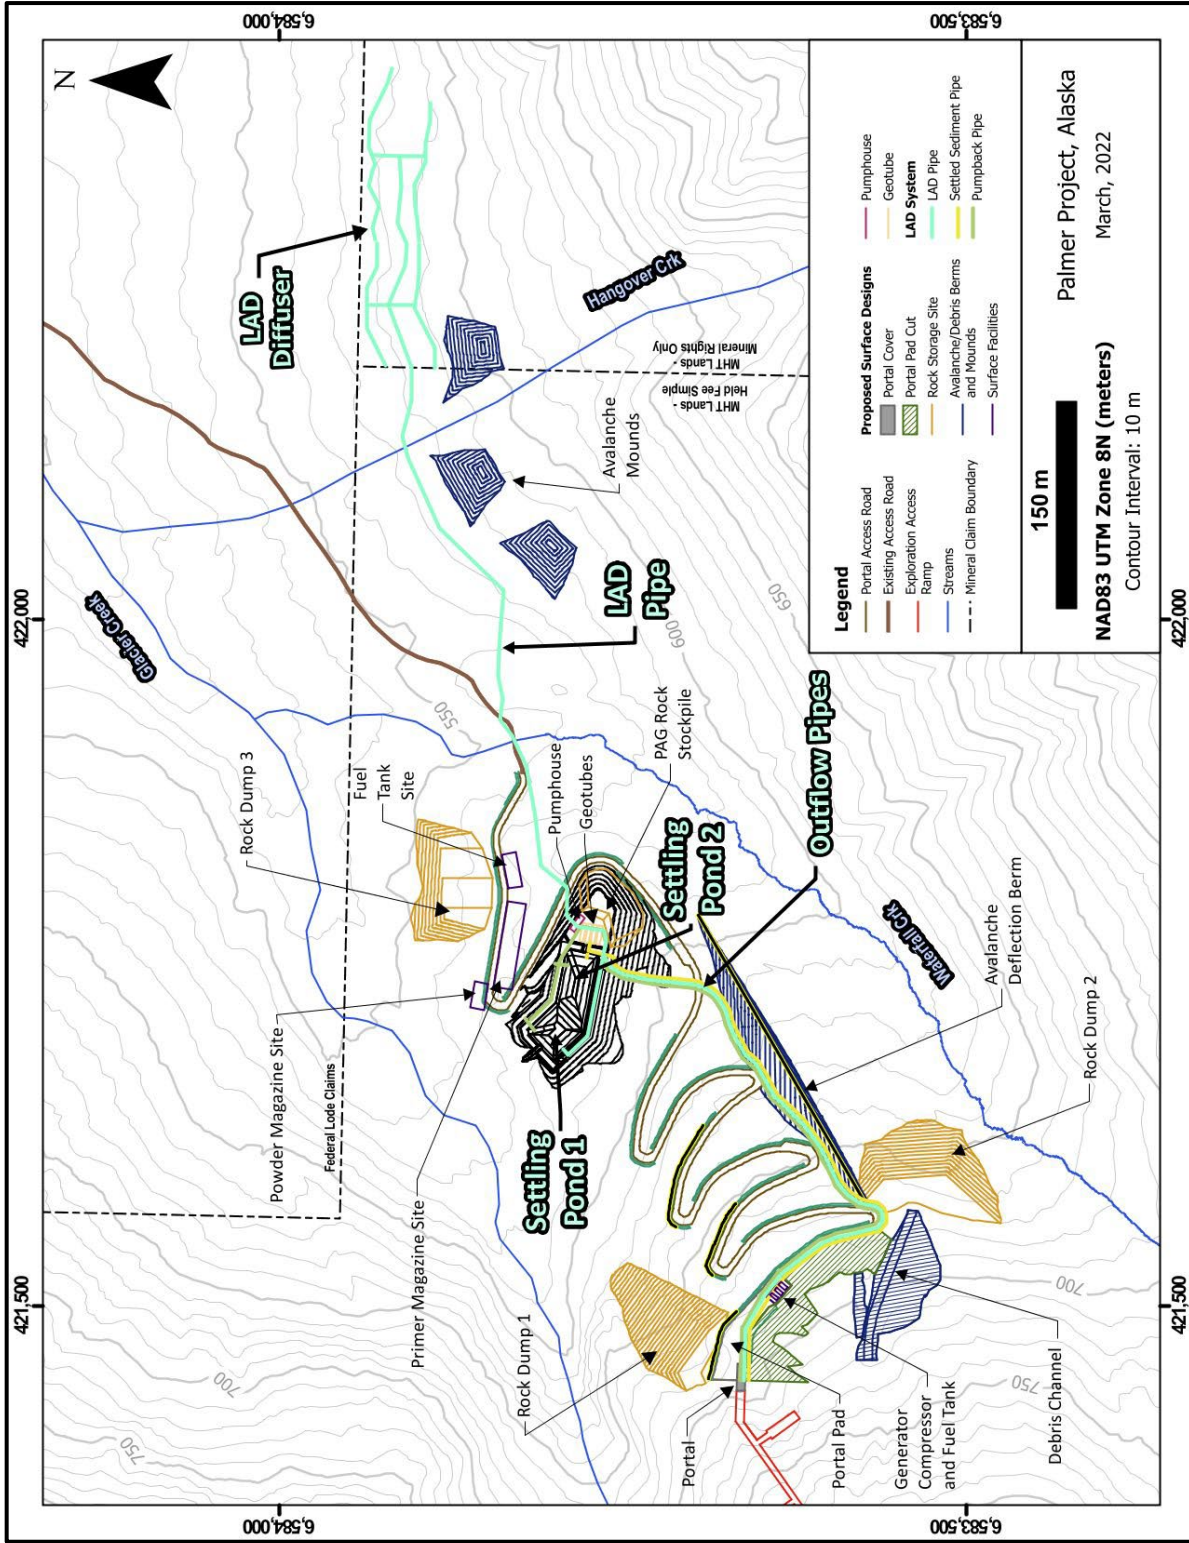 N
6,584,000
6,583,500
422,000
421,500
422,000
421,500
6,584,000
6,583,500
LAD
Diffuser
Hangover Crk
MHT Lands -
Mineral Rights Only
MHT Lands -
Held Fee Simple
Avalanche
Mounds
Glacier Creek
LAD
Pipe
550
600
650
Rock Dump 3
Fuel
Tank
Site
Pumphouse
Geotubes
PAG Rock
Stockpile
Settling
Pond 2
Outflow Pipes
Powder Magazine Site
Federal Lode Claims
Primer Magazine Site
Settling
Pond 1
Waterfall Crk
Avalanche
Deflection Berm
Rock Dump 2
Rock Dump 1
Portal
Portal Pad
Generator
Compressor
and Fuel Tank
Debris Channel
700
750
700
750
Legend
Portal Access Road
Existing Access Road
Exploration Access
Ramp
Streams
Mineral Claim Boundary
Proposed Surface Designs
Portal Cover
Portal Pad Cut
Rock Storage Site
Avalanche/Debris Berms
and Mounds
Surface Facilities
Pumphouse
Geotube
LAD System
LAD Pipe
Settled Sediment Pipe
Pumpback Pipe
150 m
NAD83 UTM Zone 8N (meters)
Contour Interval: 10 m
Palmer Project, Alaska
March, 2022